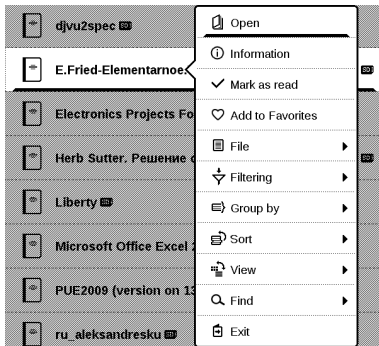 djvu2spec
E.Fried-Elementarnoe.
Electronics Projects Fo
Herb Sutter. Решение
Liberty
Microsoft Office Excel
PUE2009 (version on 13
ru_aleksandresku
Open
Information
Mark as read
Add to Favorites
File
Filtering
Group by
Sort
View
Find
Exit